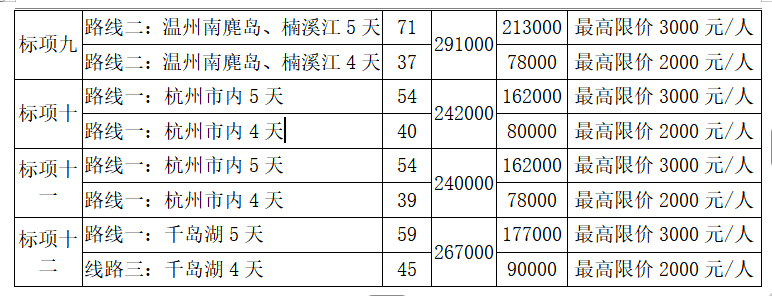 标项九 路线二：温州南麂岛、楠溪江 5 天 71 291000 213000 最高限价 3000 元/人
路线二：温州南麂岛、楠溪江 4 天 37 78000 最高限价 2000 元/人
标项十 路线一：杭州市内 5 天 54 242000 162000 最高限价 3000 元/人
路线一：杭州市内 4 天 40 80000 最高限价 2000 元/人
标项十一 路线一：杭州市内 5 天 54 240000 162000 最高限价 3000 元/人
路线一：杭州市内 4 天 39 78000 最高限价 2000 元/人
标项十二 路线一：千岛湖 5 天 59 267000 177000 最高限价 3000 元/人
线路三：千岛湖 4 天 45 90000 最高限价 2000 元/人